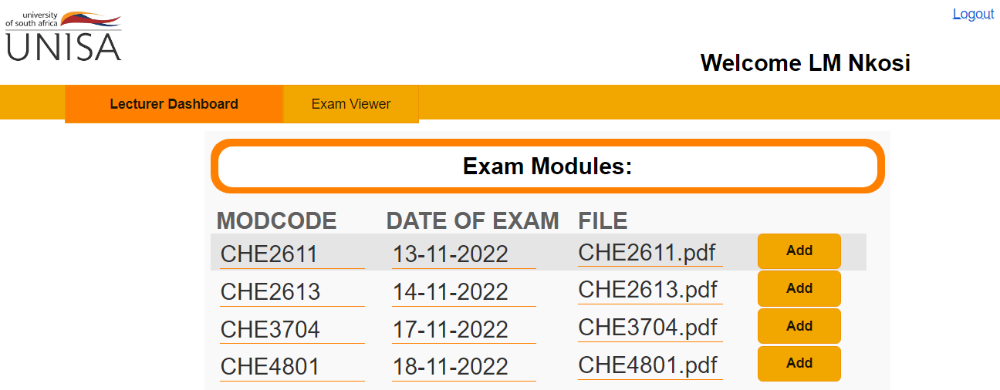 university
of south africa
UNISA
Logout
Welcome LM Nkosi
Lecturer Dashboard Exam Viewer
Exam Modules:
MODCODE DATE OF EXAM FILE
CHE2611 13-11-2022 CHE2611.pdf Add
CHE2613 14-11-2022 CHE2613.pdf Add
CHE3704 17-11-2022 CHE3704.pdf Add
CHE4801 18-11-2022 CHE4801.pdf Add